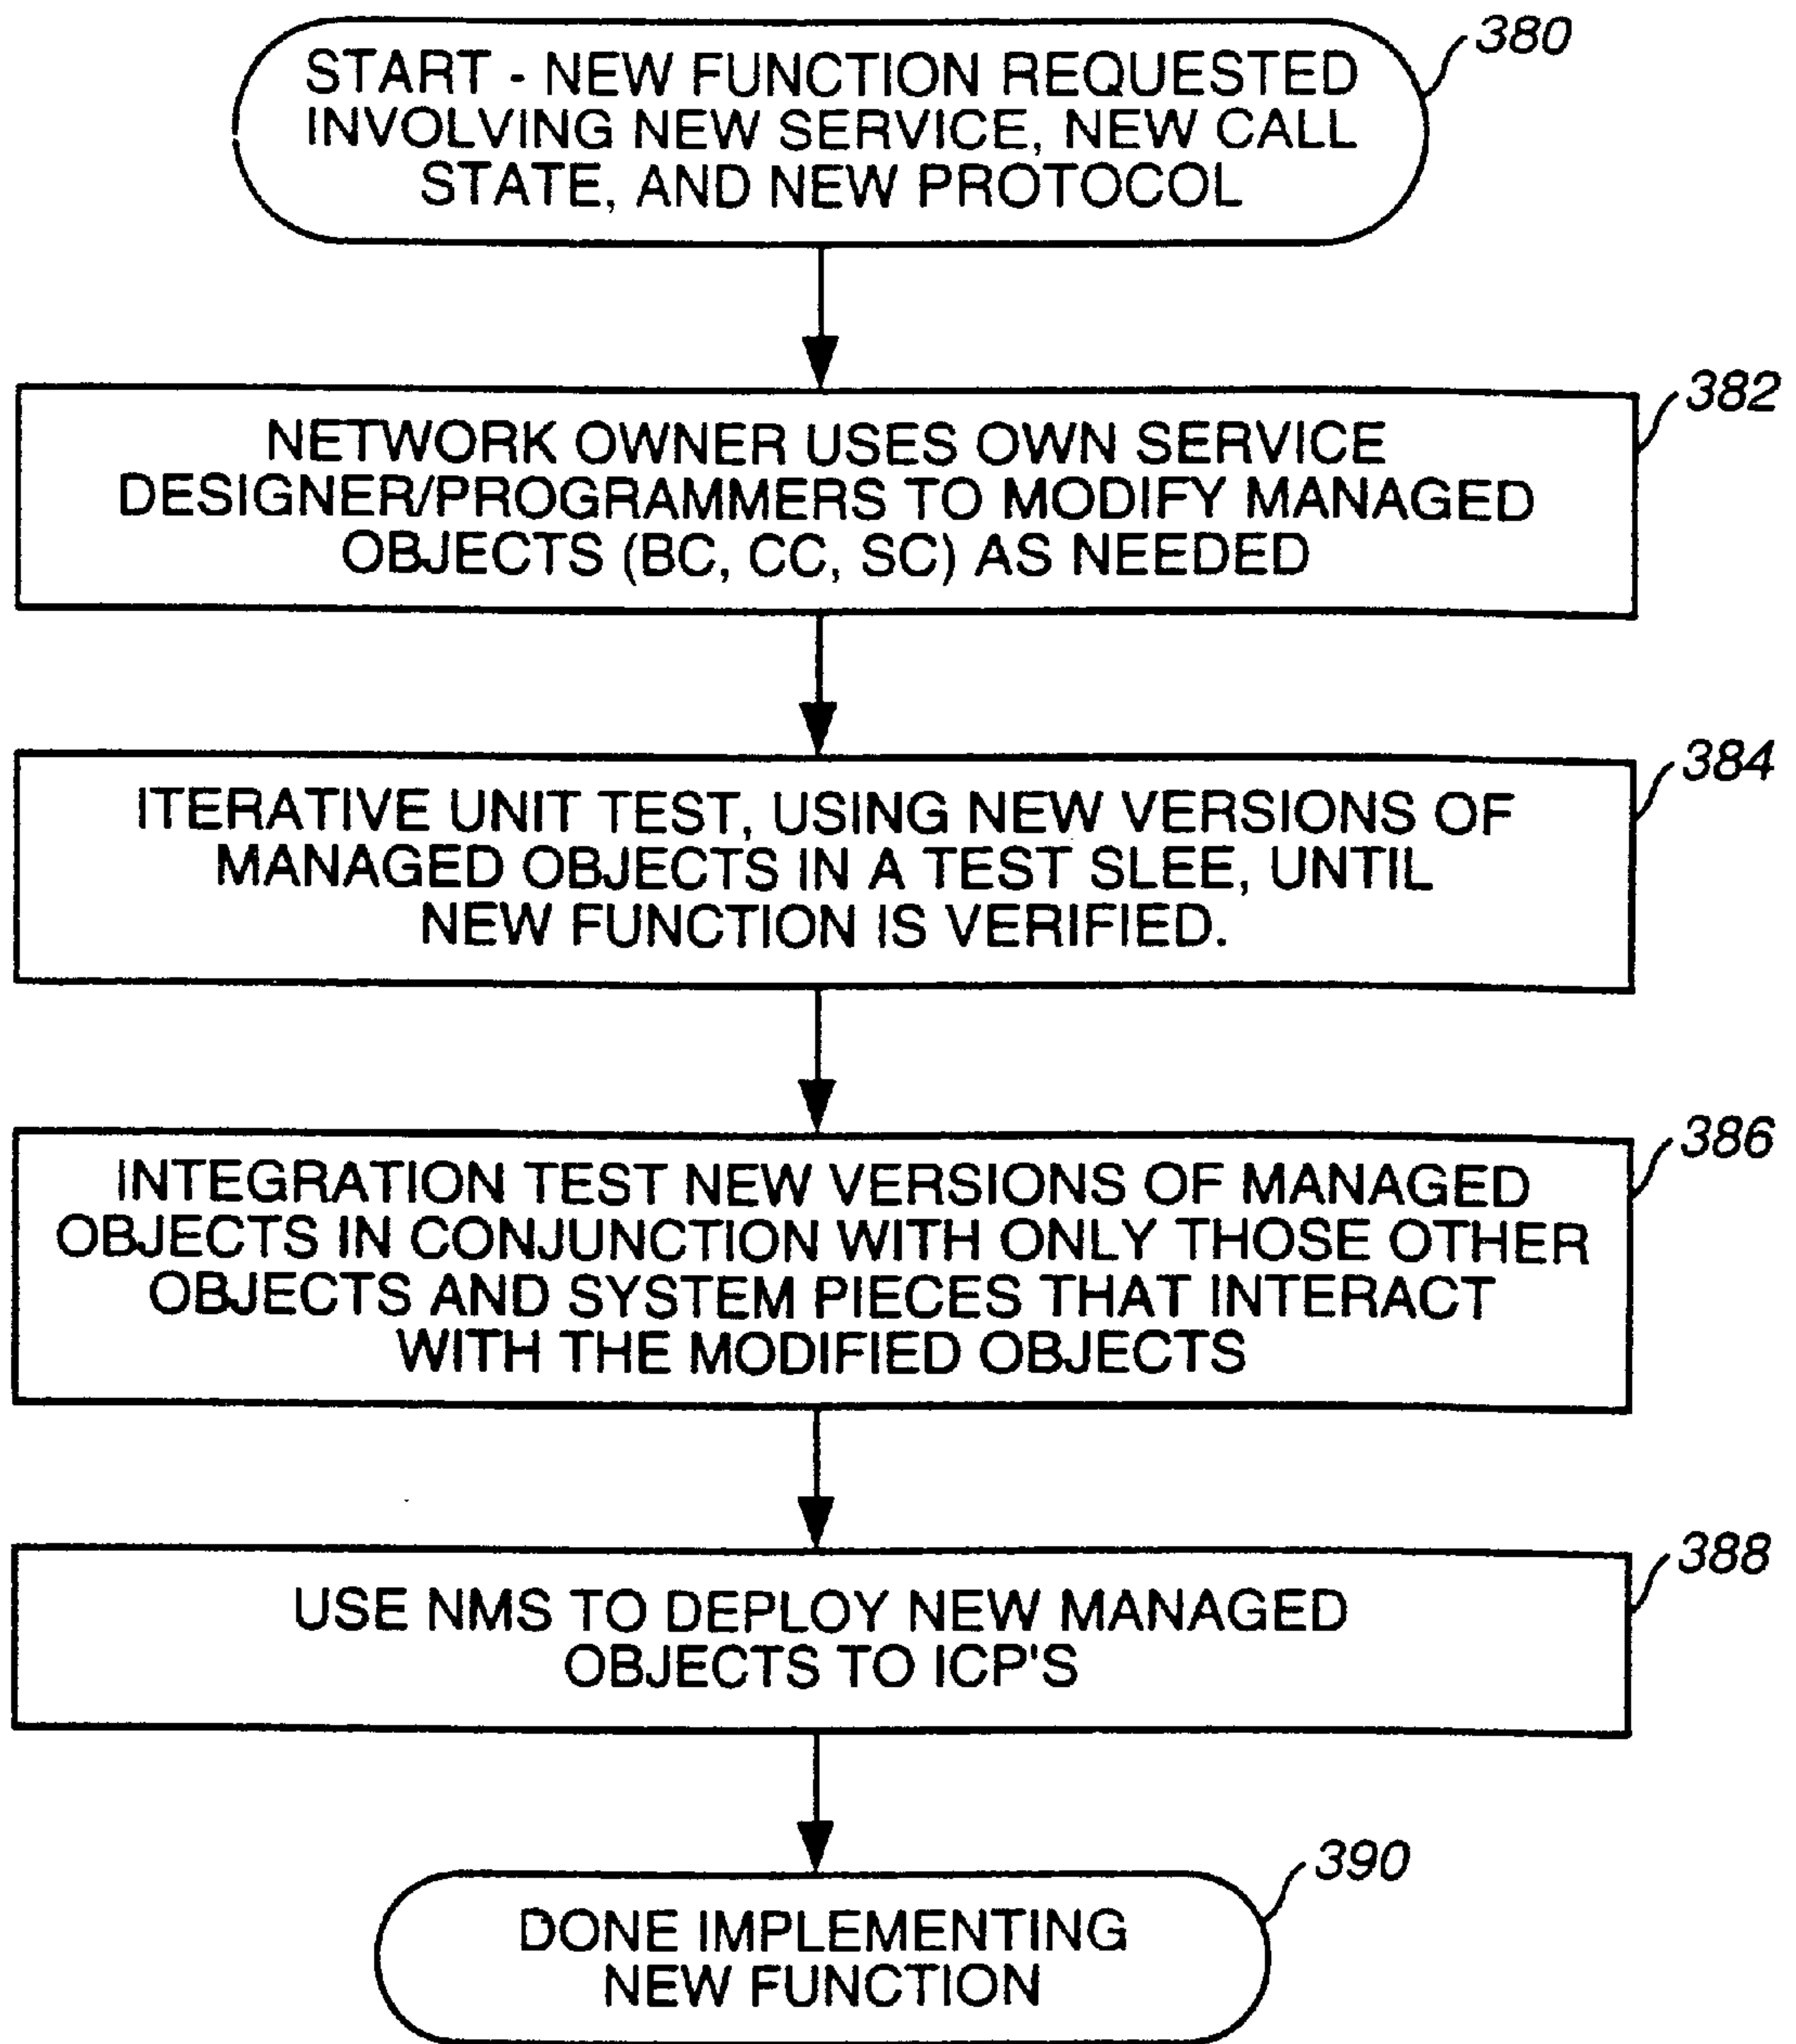 START - NEW FUNCTION REQUESTED
INVOLVING NEW SERVICE, NEW CALL
STATE, AND NEW PROTOCOL
380
NETWORK OWNER USES OWN SERVICE
DESIGNER/PROGRAMMERS TO MODIFY MANAGED
OBJECTS (BC, CC, SC) AS NEEDED
382
ITERATIVE UNIT TEST, USING NEW VERSIONS OF
MANAGED OBJECTS IN A TEST SLEE, UNTIL
NEW FUNCTION IS VERIFIED.
384
INTEGRATION TEST NEW VERSIONS OF MANAGED
OBJECTS IN CONJUNCTION WITH ONLY THOSE OTHER
OBJECTS AND SYSTEM PIECES THAT INTERACT
WITH THE MODIFIED OBJECTS
386
USE NMS TO DEPLOY NEW MANAGED
OBJECTS TO ICP'S
388
DONE IMPLEMENTING
NEW FUNCTION
390